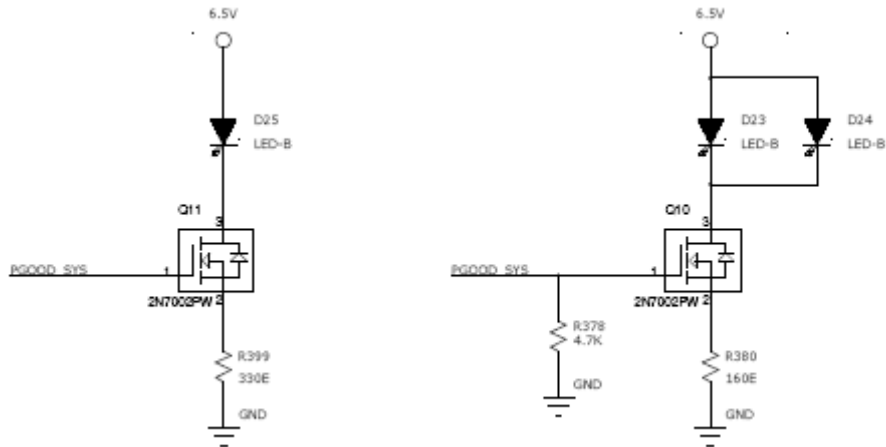 6.5V
D25
LED-B
Q11
3
PGOOD_SYS
1
2N7002PW 2
R399
330E
GND
6.5V
D23
LED-B
D24
LED-B
Q10
3
PGOOD_SYS
1
2N7002PW 2
R378
4.7K
GND
R380
160E
GND